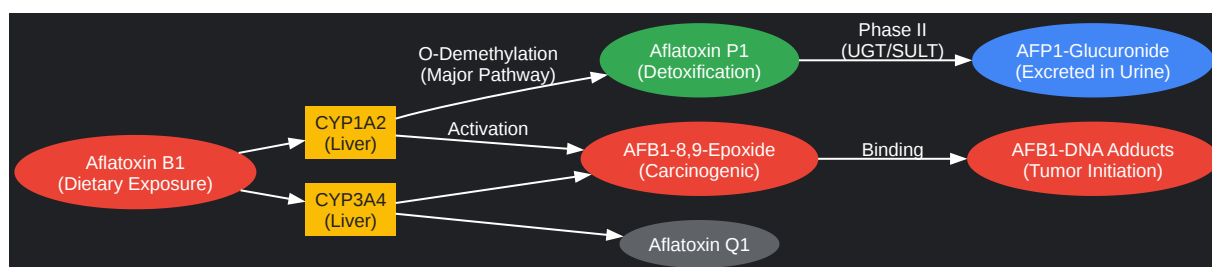 Aflatoxin B1
(Dietary Exposure)
CYP1A2
(Liver)
CYP3A4
(Liver)
O-Demethylation
(Major Pathway)
Activation
Aflatoxin P1
(Detoxification)
AFB1-8,9-Epoxide
(Carcinogenic)
Aflatoxin Q1
Phase II
(UGT/SULT)
Binding
AFP1-Glucuronide
(Excreted in Urine)
AFB1-DNA Adducts
(Tumor Initiation)